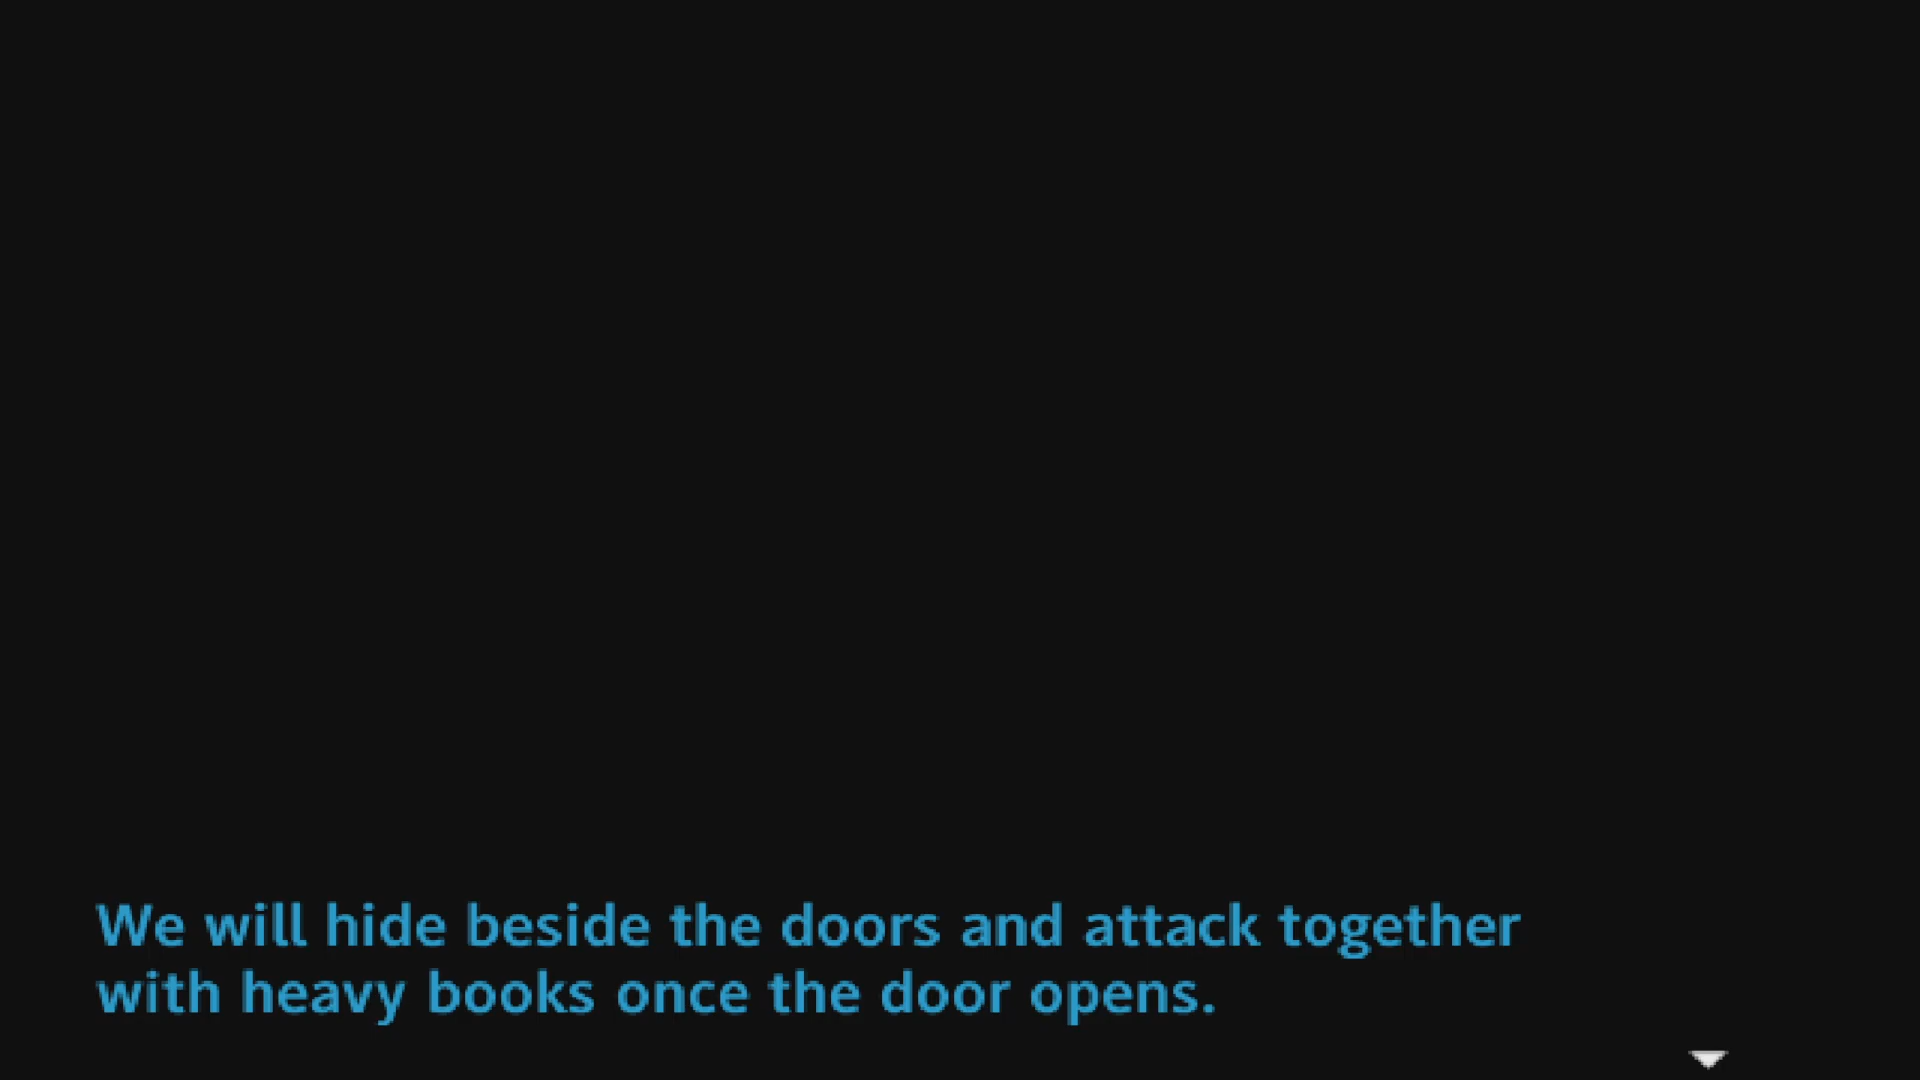 We will hide beside the doors and attack together
with heavy books once the door opens.